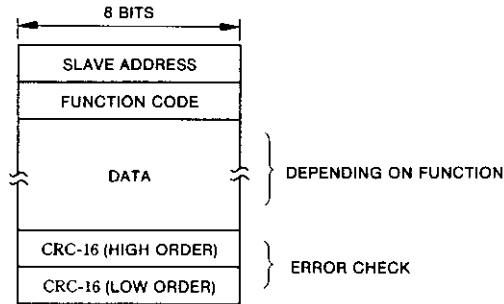 8 BITS
SLAVE ADDRESS
FUNCTION CODE
DATA
DEPENDING ON FUNCTION
CRC-16 (HIGH ORDER)
CRC-16 (LOW ORDER)
ERROR CHECK